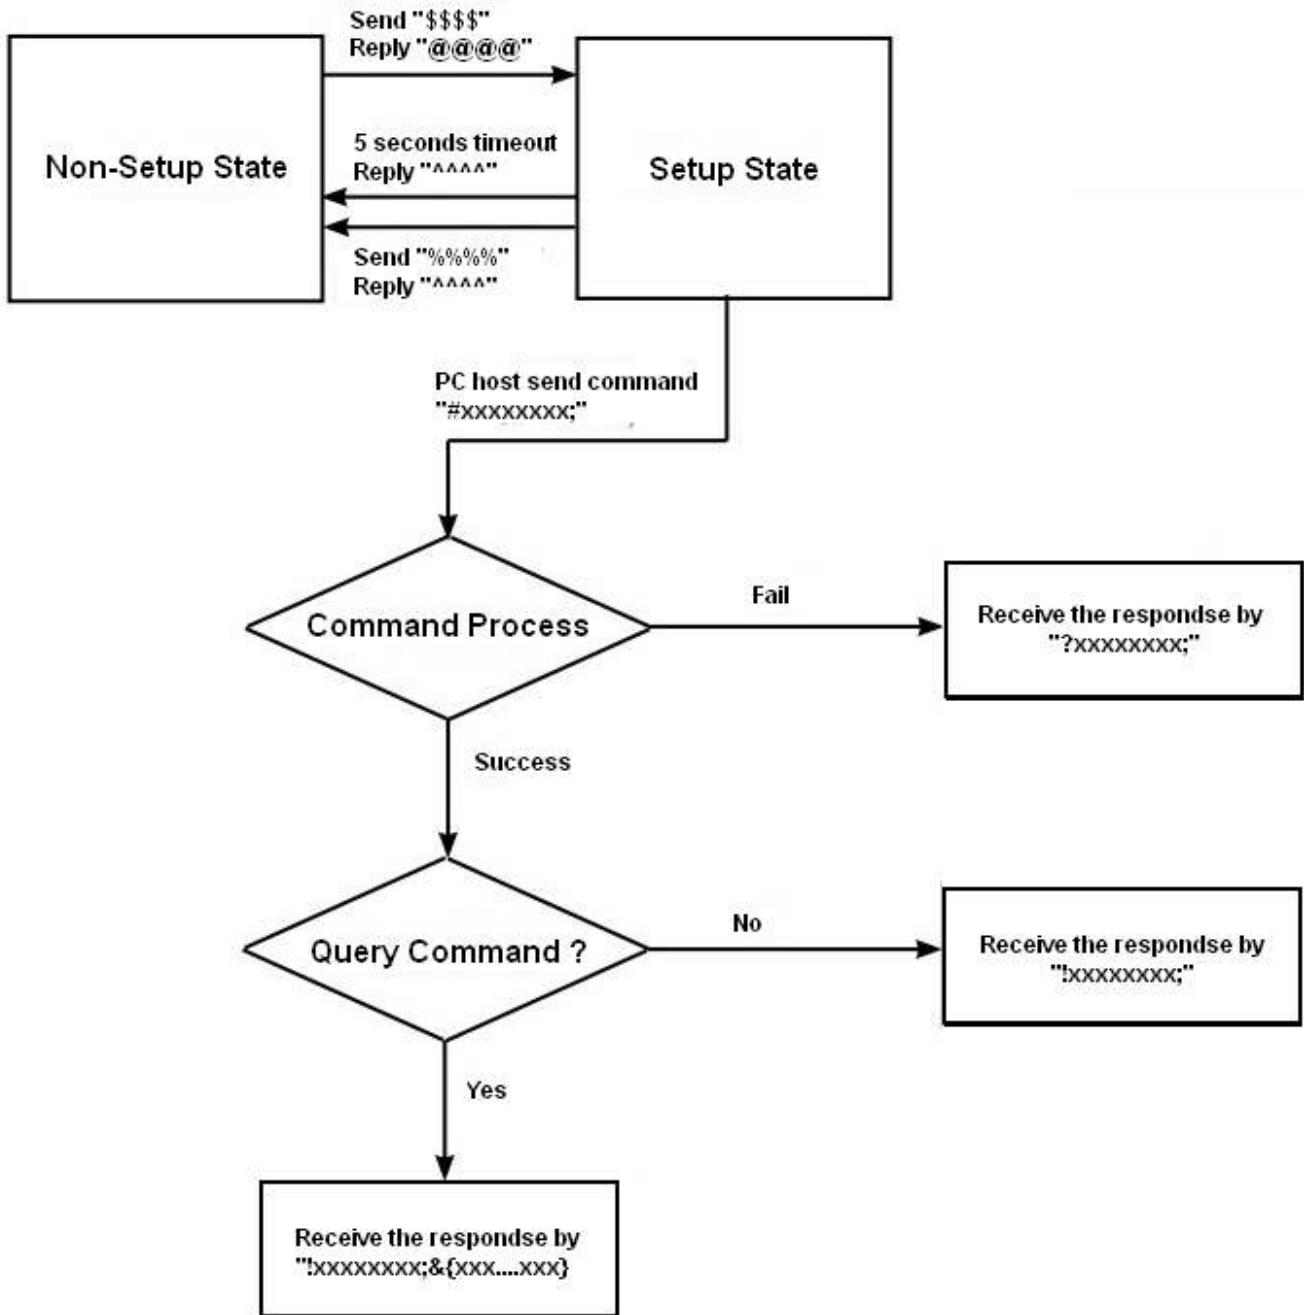 Send "$$$$"
Reply "@@@@"
Non-Setup State
5 seconds timeout
Reply "^^^^"
Setup State
Send "%%%%"
Reply "^^^^"
PC host send command
"#xxxxxxxx;"
Command Process
Fail
Receive the respondse by
"?xxxxxxxx;"
Success
Query Command ?
No
Receive the respondse by
"!xxxxxxxx;"
Yes
Receive the respondse by
"!xxxxxxxx;&{xxx....xxx}